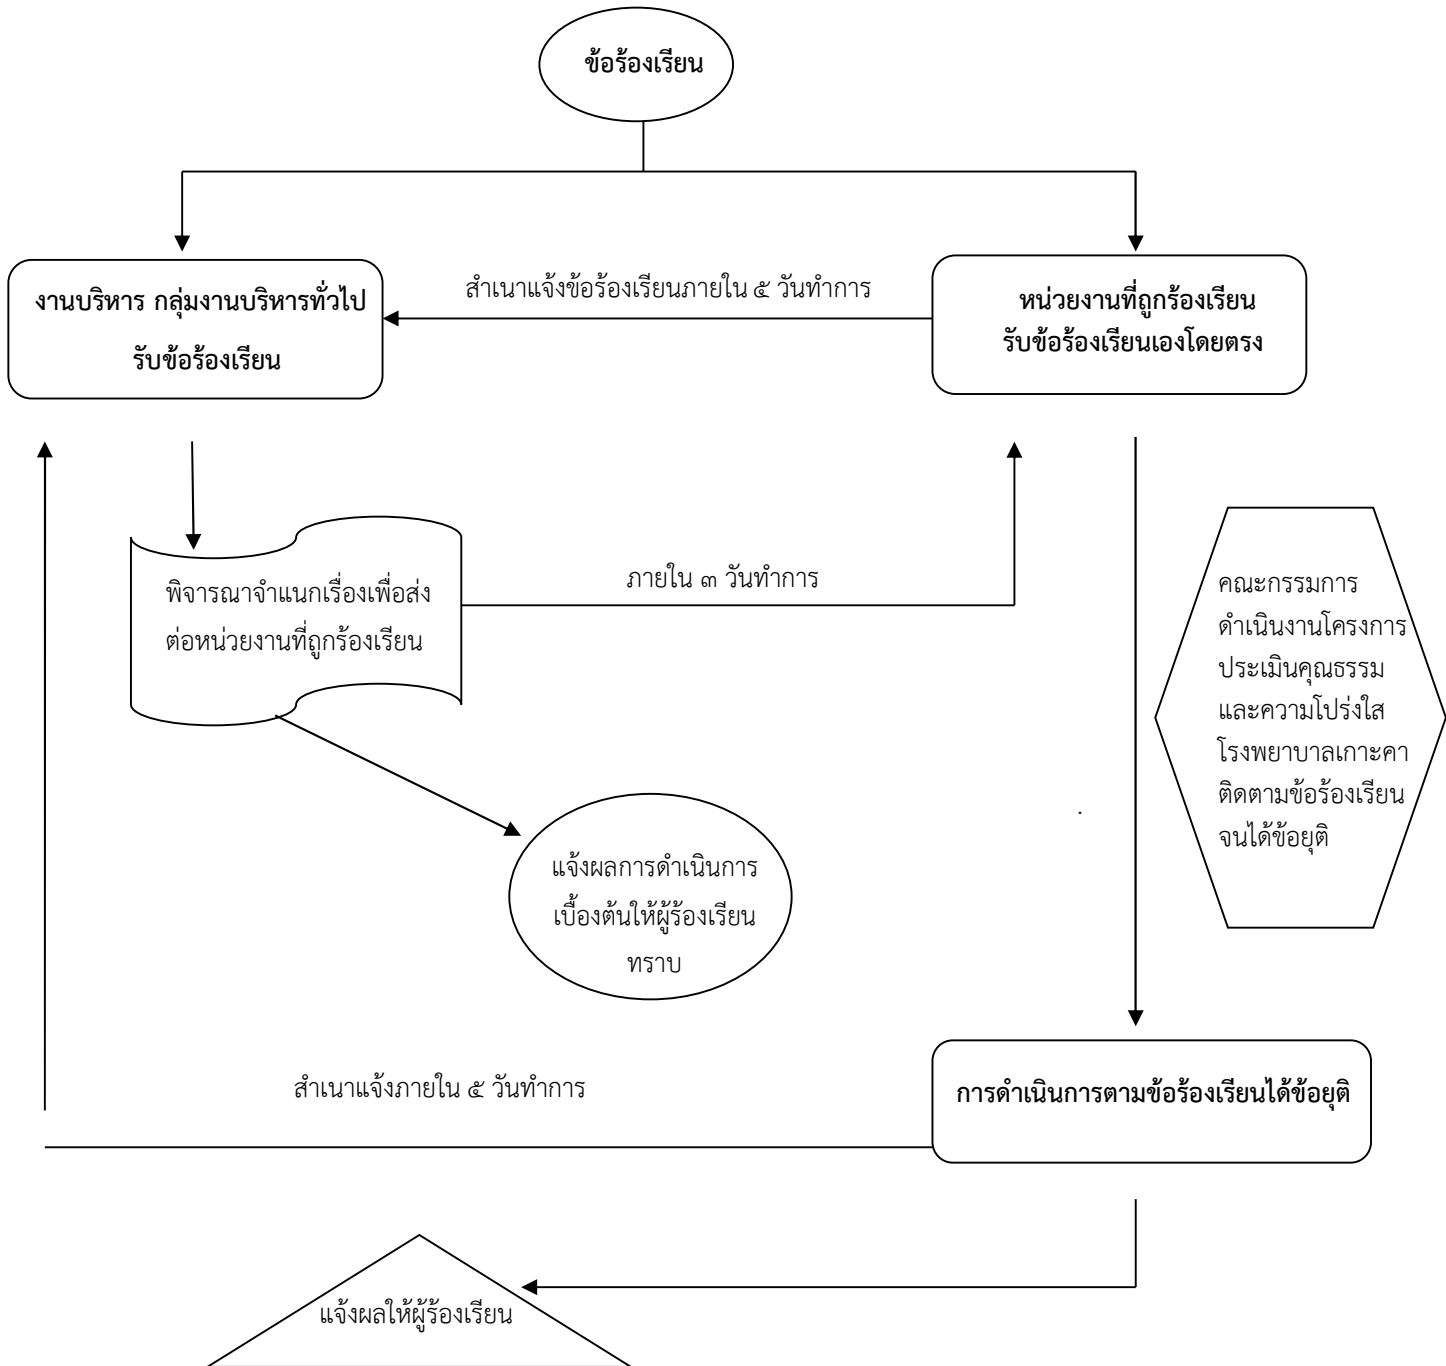 ข้อร้องเรียน
งานบริหาร กลุ่มงานบริหารทั่วไป
รับข้อร้องเรียน
สำเนาแจ้งข้อร้องเรียนภายใน ๕ วันทำการ
หน่วยงานที่ถูกร้องเรียน
รับข้อร้องเรียนเองโดยตรง
พิจารณาจำแนกเรื่องเพื่อส่ง
ต่อหน่วยงานที่ถูกร้องเรียน
ภายใน ๓ วันทำการ
คณะกรรมการ
ดำเนินงานโครงการ
ประเมินคุณธรรม
และความโปร่งใส
โรงพยาบาลเกาะคา
ติดตามข้อร้องเรียน
จนได้ข้อยุติ
แจ้งผลการดำเนินการ
เบื้องต้นให้ผู้ร้องเรียน
ทราบ
สำเนาแจ้งภายใน ๕ วันทำการ
การดำเนินการตามข้อร้องเรียนได้ข้อยุติ
แจ้งผลให้ผู้ร้องเรียน